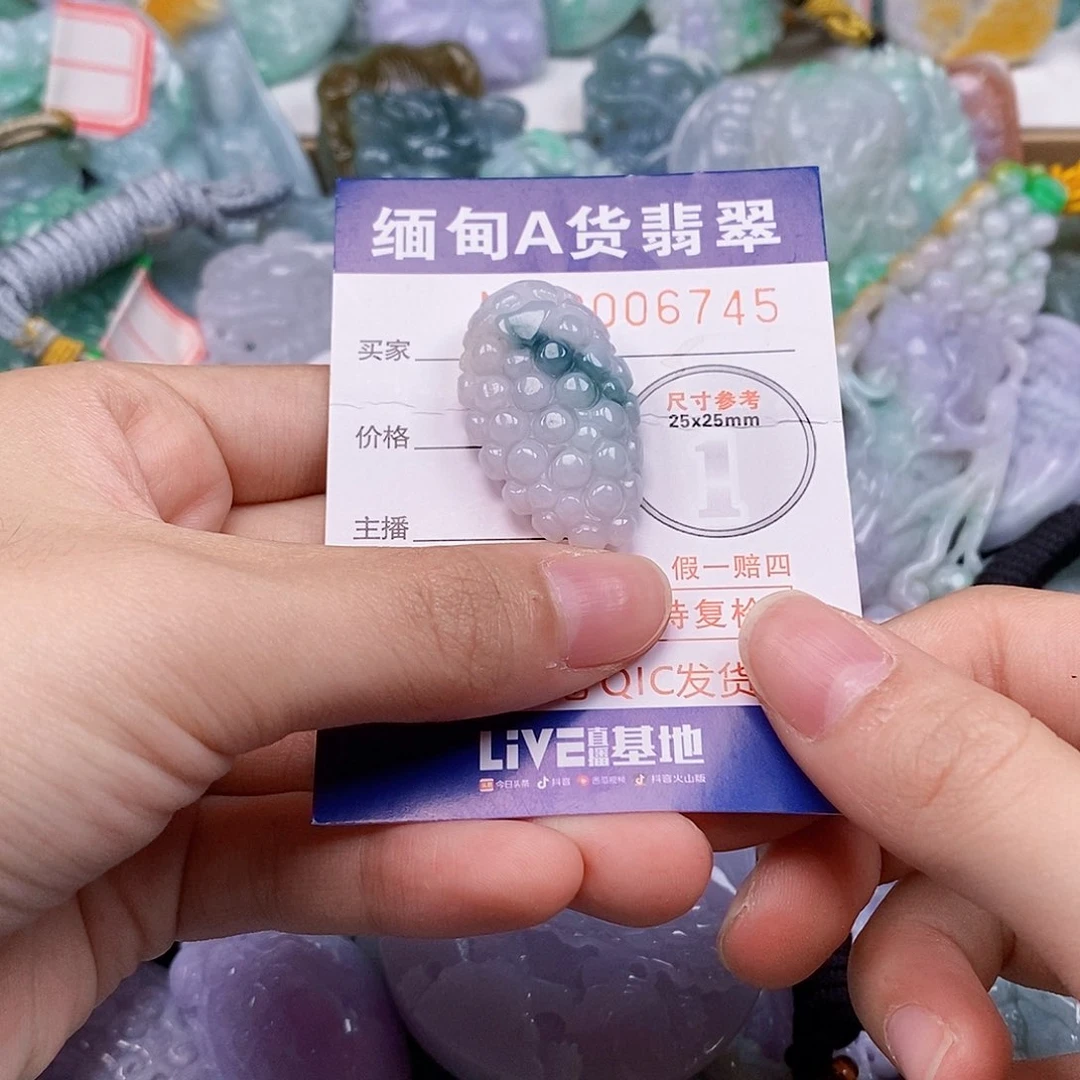 缅甸A货翡翠
006745
买家
尺寸参考
25x25mm
1
价格
主播
假一赔四
持复检
QIC发货
LiVE直播基地
今日头条 抖音 西瓜视频 抖音火山版